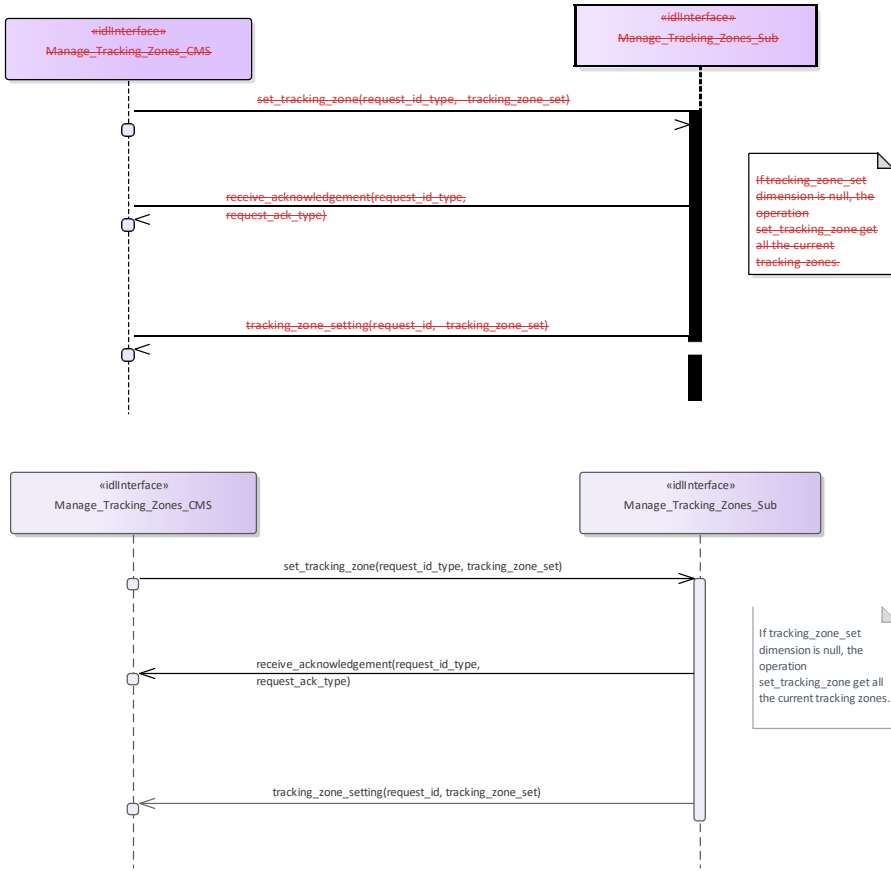 «idlInterface»
Manage_Tracking_Zones_CMS
«idlInterface»
Manage_Tracking_Zones_Sub
set_tracking_zone(request_id_type, tracking_zone_set)
receive_acknowledgement(request_id_type,
request_ack_type)
If tracking_zone_set
dimension is null, the
operation
set_tracking_zone get
all the current
tracking zones.
tracking_zone_setting(request_id, tracking_zone_set)
«idlInterface»
Manage_Tracking_Zones_CMS
«idlInterface»
Manage_Tracking_Zones_Sub
set_tracking_zone(request_id_type, tracking_zone_set)
receive_acknowledgement(request_id_type,
request_ack_type)
If tracking_zone_set
dimension is null, the
operation
set_tracking_zone get all
the current tracking zones.
tracking_zone_setting(request_id, tracking_zone_set)